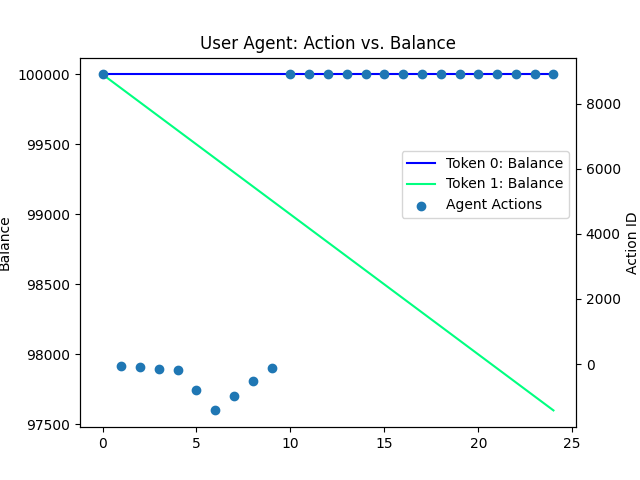 User Agent: Action vs. Balance
100000
99500
99000
98500
98000
97500
Balance
8000
6000
4000
2000
0
Action ID
Token 0: Balance
Token 1: Balance
Agent Actions
0 5 10 15 20 25